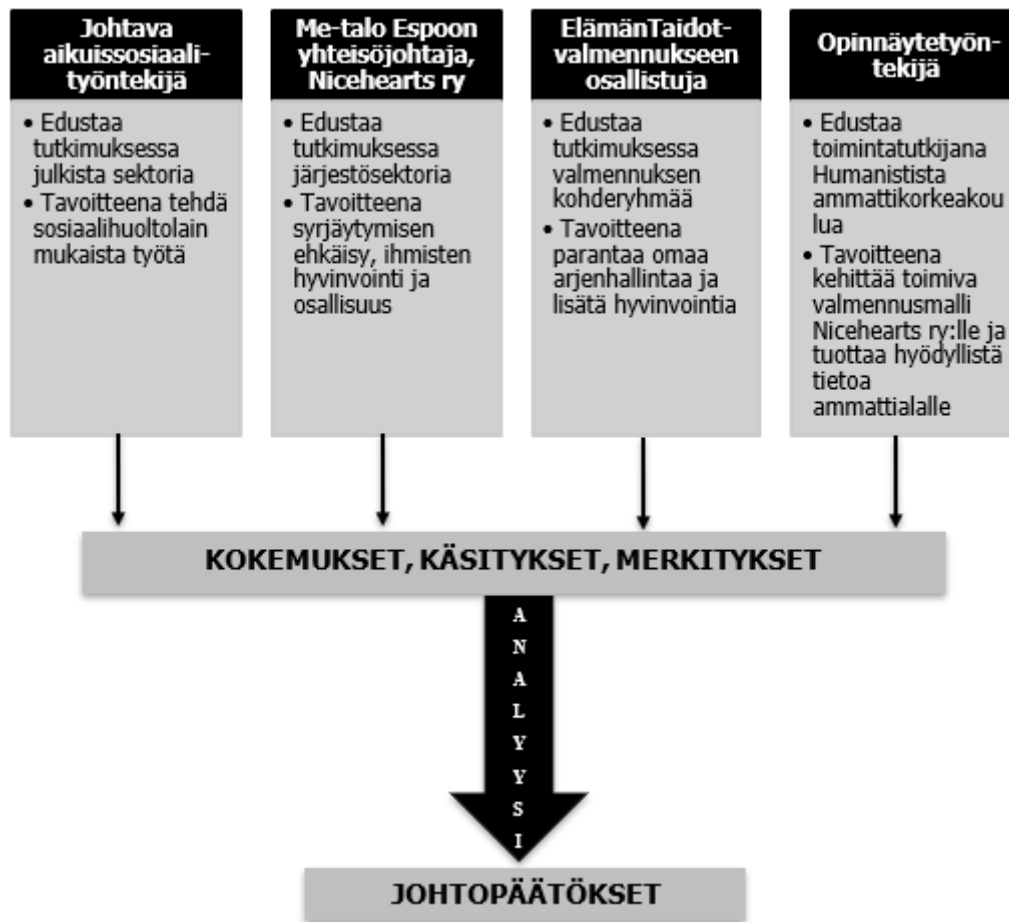 Johtava
aikuissosiaali-
työntekijä
• Edustaa
tutkimuksessa
julkista sektoria
• Tavoitteena tehdä
sosiaalihuoltolain
mukaista työtä
Me-talo Espoon
yhteisöjohtaja,
Nicehearts ry
• Edustaa
tutkimuksessa
järjestösektoria
• Tavoitteena
syrjäytymisen
ehkäisy, ihmisten
hyvinvointi ja
osallisuus
ElämänTaidot-
valmennukseen
osallistuja
• Edustaa
tutkimuksessa
valmennuksen
kohderyhmää
• Tavoitteena
parantaa omaa
arjenhallintaa ja
lisätä hyvinvointia
Opinnäytetyön-
tekijä
• Edustaa
toimintatutkijana
Humanistista
ammattikorkeakou
lua
• Tavoitteena
kehittää toimiva
valmennusmalli
Nicehearts ry:lle ja
tuottaa hyödyllistä
tietoa
ammattialalle
KOKEMUKSET, KÄSITYKSET, MERKITYKSET
A
N
A
L
Y
Y
S
I
JOHTOPÄÄTÖKSET